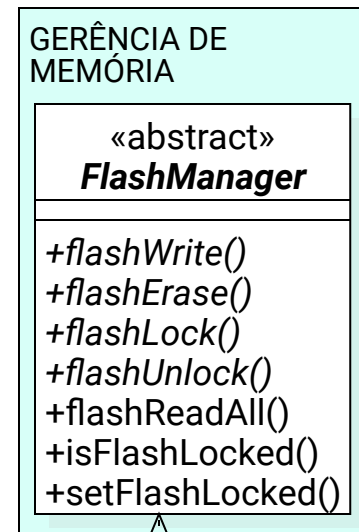 GERÊNCIA DE
MEMÓRIA
«abstract»
FlashManager
+flashWrite()
+flashErase()
+flashLock()
+flashUnlock()
+flashReadAll()
+isFlashLocked()
+setFlashLocked()